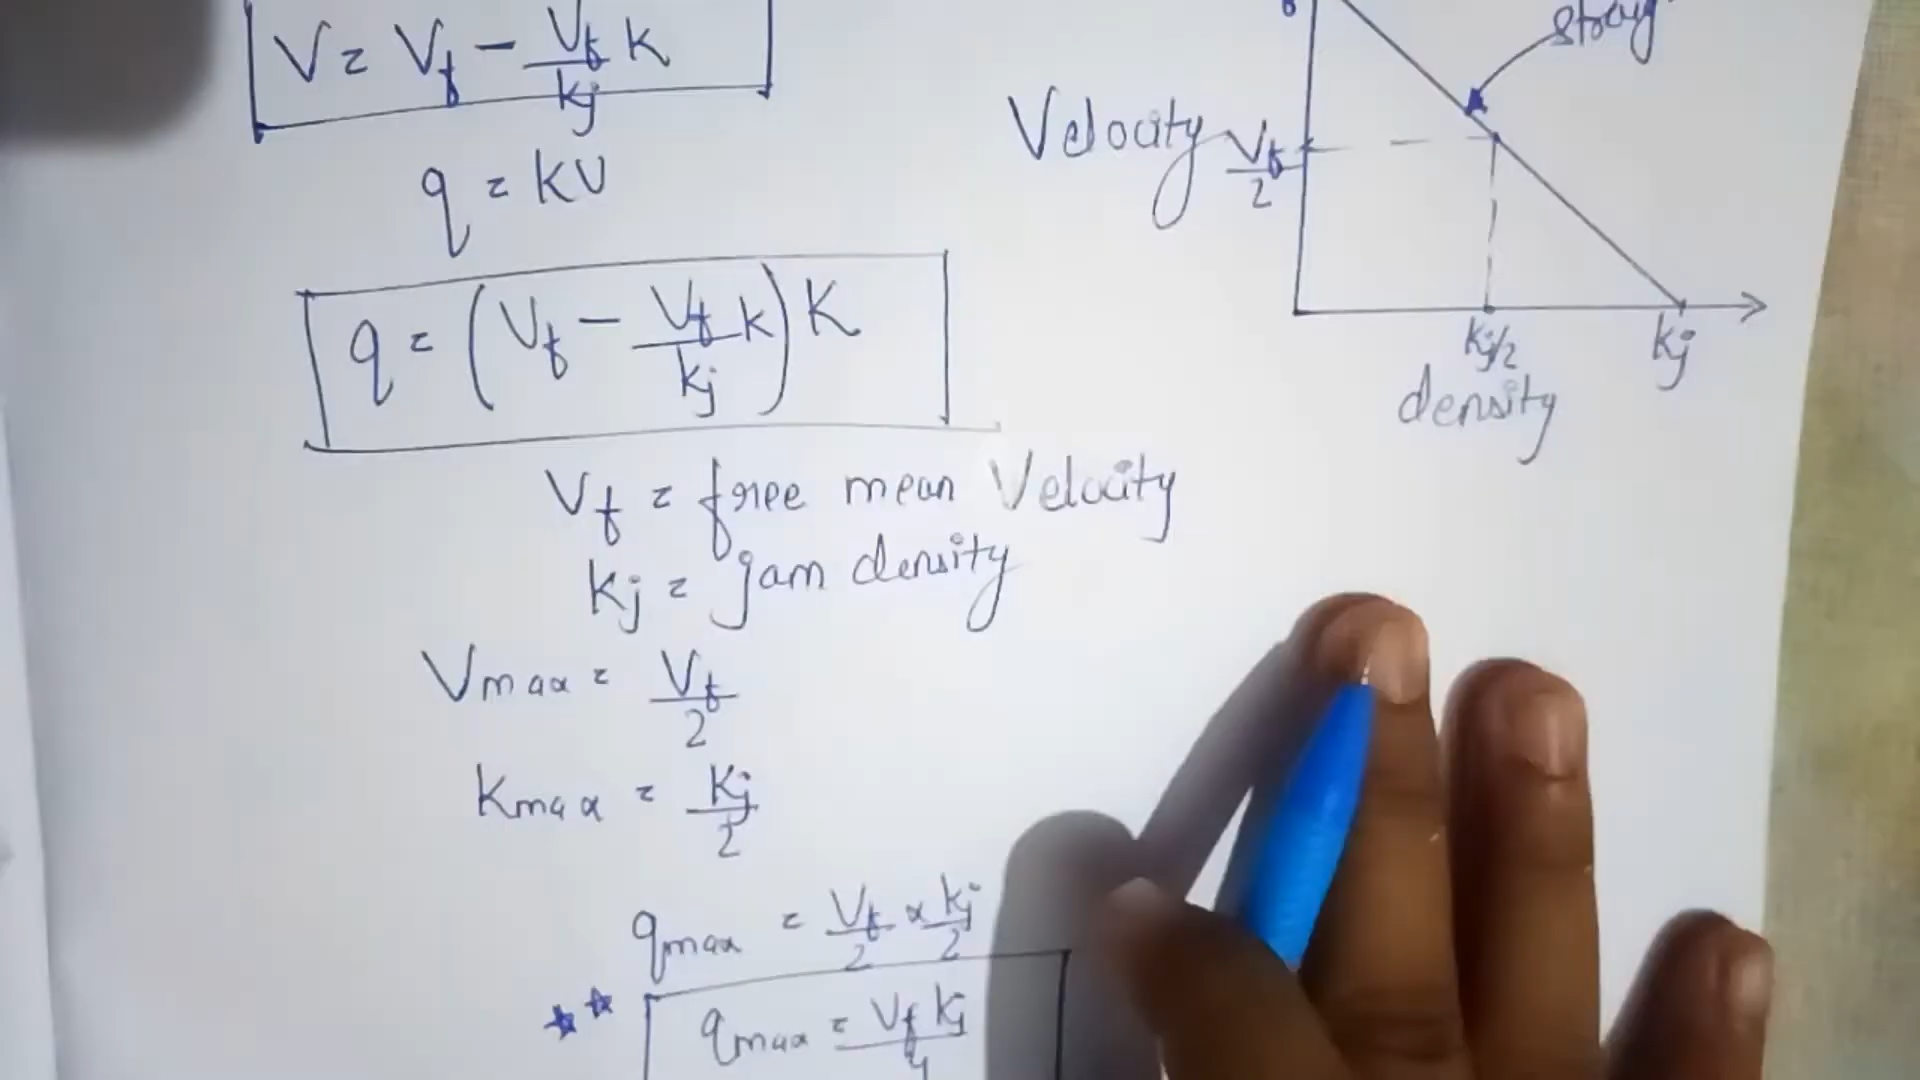 V = Vf - Vf/kj K
q = KV
q = (Vf - Vf/kj k) K
Vf = free mean Velocity
kj = jam density
Vmax = Vf/2
Kmax = Kj/2
qmax = Vf/2 × kj/2
qmax = Vf kj/4
Velocity
Vf/2
kj/2
kj
density